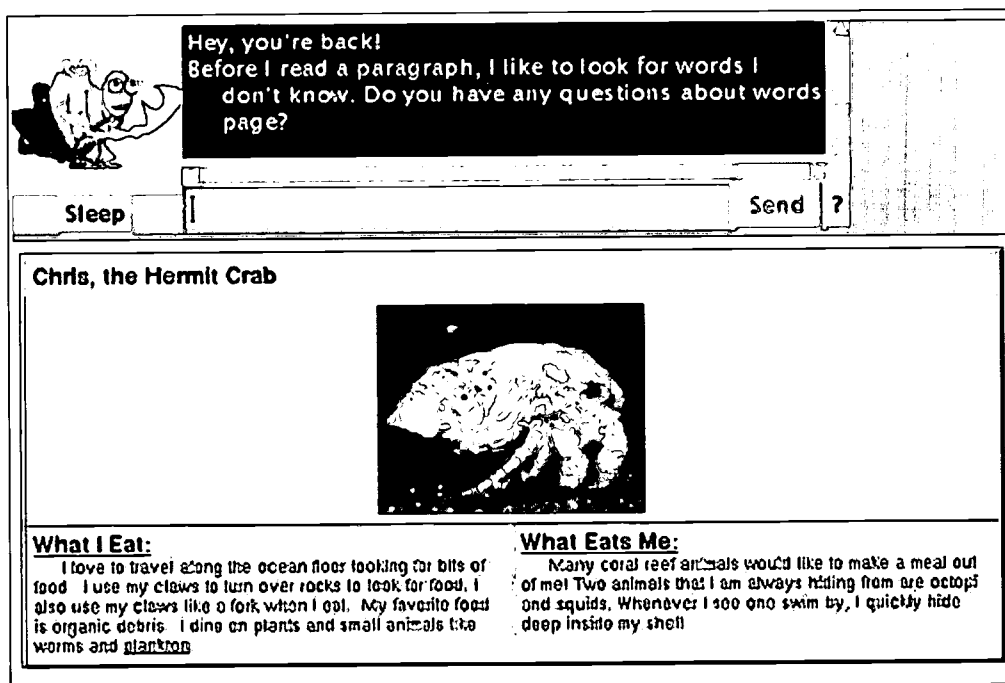 Hey, you're back!
Before I read a paragraph, I like to look for words I
don't know. Do you have any questions about words
page?
Sleep
Send
?
Chris, the Hermit Crab
What I Eat:
I love to travel along the ocean floor looking for bits of
food I use my claws to turn over rocks to look for food. I
also use my claws like a fork when I eat. My favorite food
is organic debris I dine on plants and small animals like
worms and plankton
What Eats Me:
Many coral reef animals would like to make a meal out
of me! Two animals that I am always hiding from are octopi
and squids. Whenever I see one swim by, I quickly hide
deep inside my shell